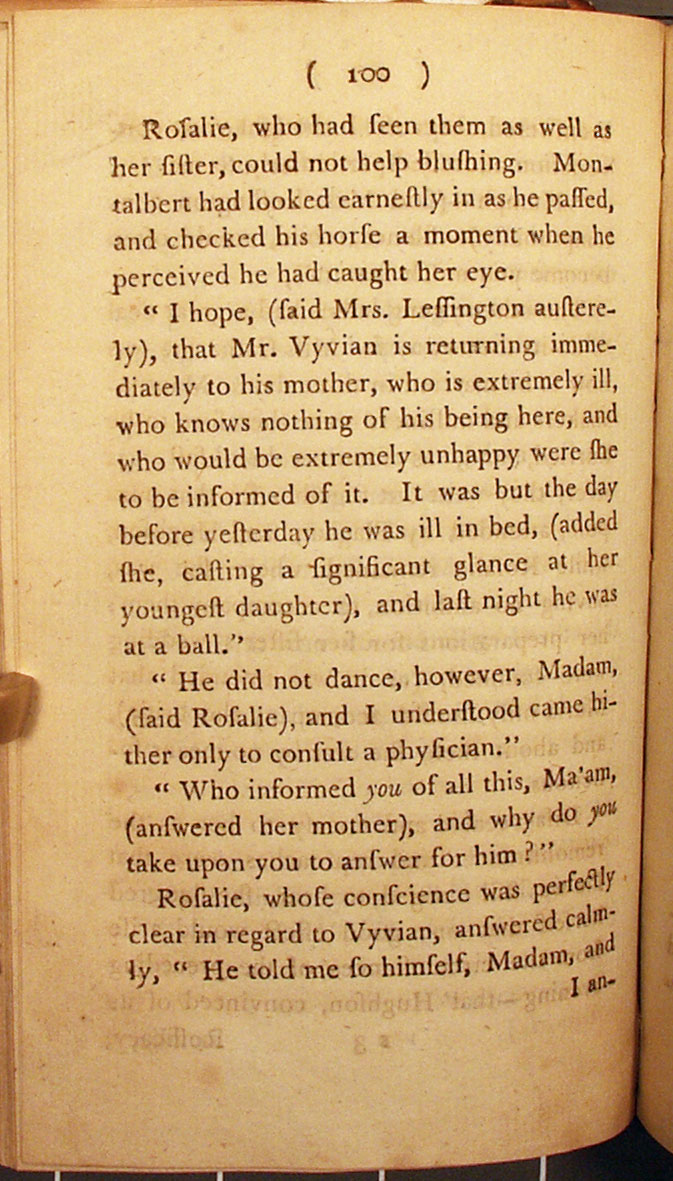 ( 100 )
Roſalie, who had ſeen them as well as
her ſiſter, could not help bluſhing. Mon-
talbert had looked earneſtly in as he paſſed,
and checked his horſe a moment when he
perceived he had caught her eye.
“ I hope, (ſaid Mrs. Leſſington auſtere-
ly), that Mr. Vyvian is returning imme-
diately to his mother, who is extremely ill,
who knows nothing of his being here, and
who would be extremely unhappy were ſhe
to be informed of it. It was but the day
before yeſterday he was ill in bed, (added
ſhe, caſting a ſignificant glance at her
youngeſt daughter), and laſt night he was
at a ball.”
“ He did not dance, however, Madam,
(ſaid Roſalie), and I underſtood came hi-
ther only to conſult a phyſician.”
“ Who informed you of all this, Ma'am,
(anſwered her mother), and why do you
take upon you to anſwer for him ?”
Roſalie, whoſe conſcience was perfectly
clear in regard to Vyvian, anſwered calm-
ly, “ He told me ſo himſelf, Madam, and
I an-